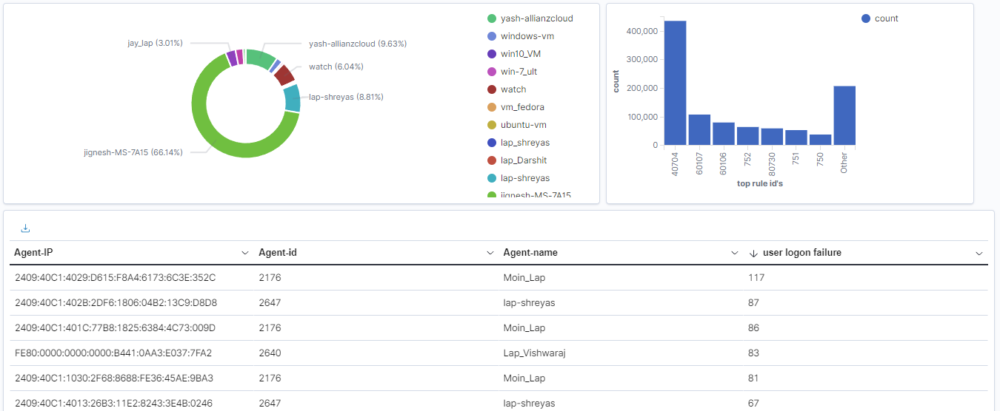 jay_lap (3.01%)
yash-allianzcloud (9.63%)
watch (6.04%)
lap-shreyas (8.81%)
jignesh-MS-7A15 (66.14%)
yash-allianzcloud
windows-vm
win10_VM
win-7_ult
watch
vm_fedora
ubuntu-vm
lap_shreyas
lap_Darshit
lap-shreyas
jignesh-MS-7A15
count
400,000
300,000
200,000
100,000
0
40704
60107
60106
752
80730
751
750
Other
top rule id's
count
Agent-IP Agent-id Agent-name user logon failure
2409:40C1:4029:D615:F8A4:6173:6C3E:352C 2176 Moin_Lap 117
2409:40C1:402B:2DF6:1806:04B2:13C9:D8D8 2647 lap-shreyas 87
2409:40C1:401C:77B8:1825:6384:4C73:009D 2176 Moin_Lap 86
FE80:0000:0000:0000:B441:0AA3:E037:7FA2 2640 Lap_Vishwaraj 83
2409:40C1:1030:2F68:8688:FE36:45AE:9BA3 2176 Moin_Lap 81
2409:40C1:4013:26B3:11E2:8243:3E4B:0246 2647 lap-shreyas 67